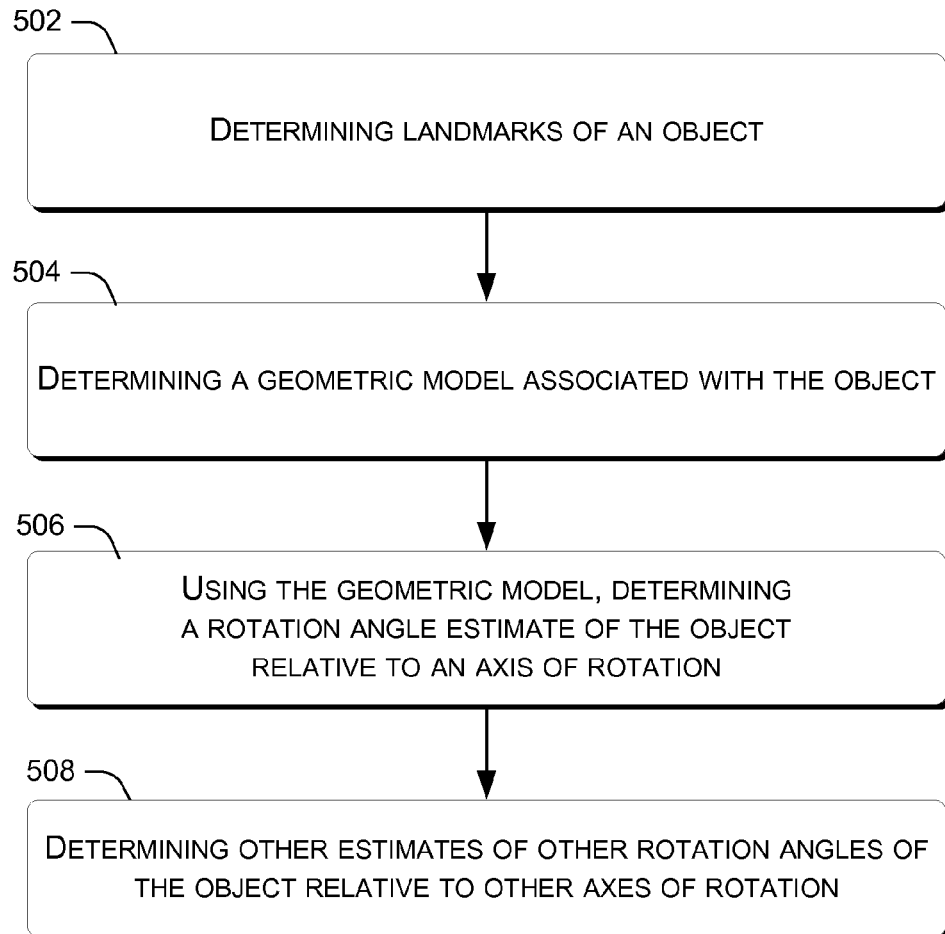 502
DETERMINING LANDMARKS OF AN OBJECT
504
DETERMINING A GEOMETRIC MODEL ASSOCIATED WITH THE OBJECT
506
USING THE GEOMETRIC MODEL, DETERMINING
A ROTATION ANGLE ESTIMATE OF THE OBJECT
RELATIVE TO AN AXIS OF ROTATION
508
DETERMINING OTHER ESTIMATES OF OTHER ROTATION ANGLES OF
THE OBJECT RELATIVE TO OTHER AXES OF ROTATION